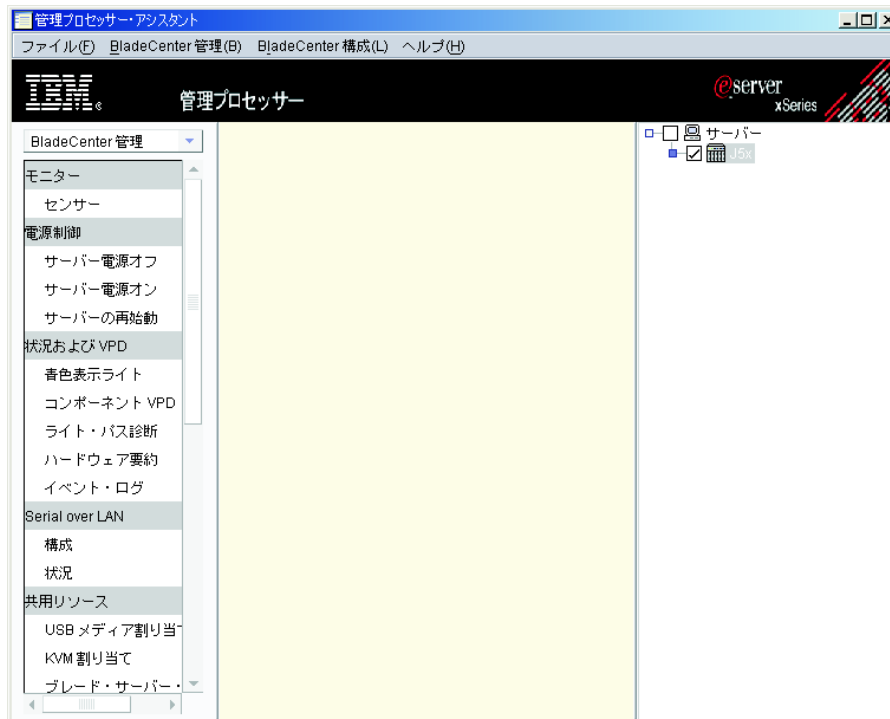 管理プロセッサー・アシスタント
ファイル(F) BladeCenter 管理(B) BladeCenter 構成(L) ヘルプ(H)
IBM. 管理プロセッサー
eserver
xSeries
BladeCenter 管理
モニター
センサー
電源制御
サーバー電源オフ
サーバー電源オン
サーバーの再始動
状況および VPD
青色表示ライト
コンポーネント VPD
ライト・パス診断
ハードウェア要約
イベント・ログ
Serial over LAN
構成
状況
共用リソース
USB メディア割り当て
KVM 割り当て
ブレード・サーバー・
サーバー
J5x